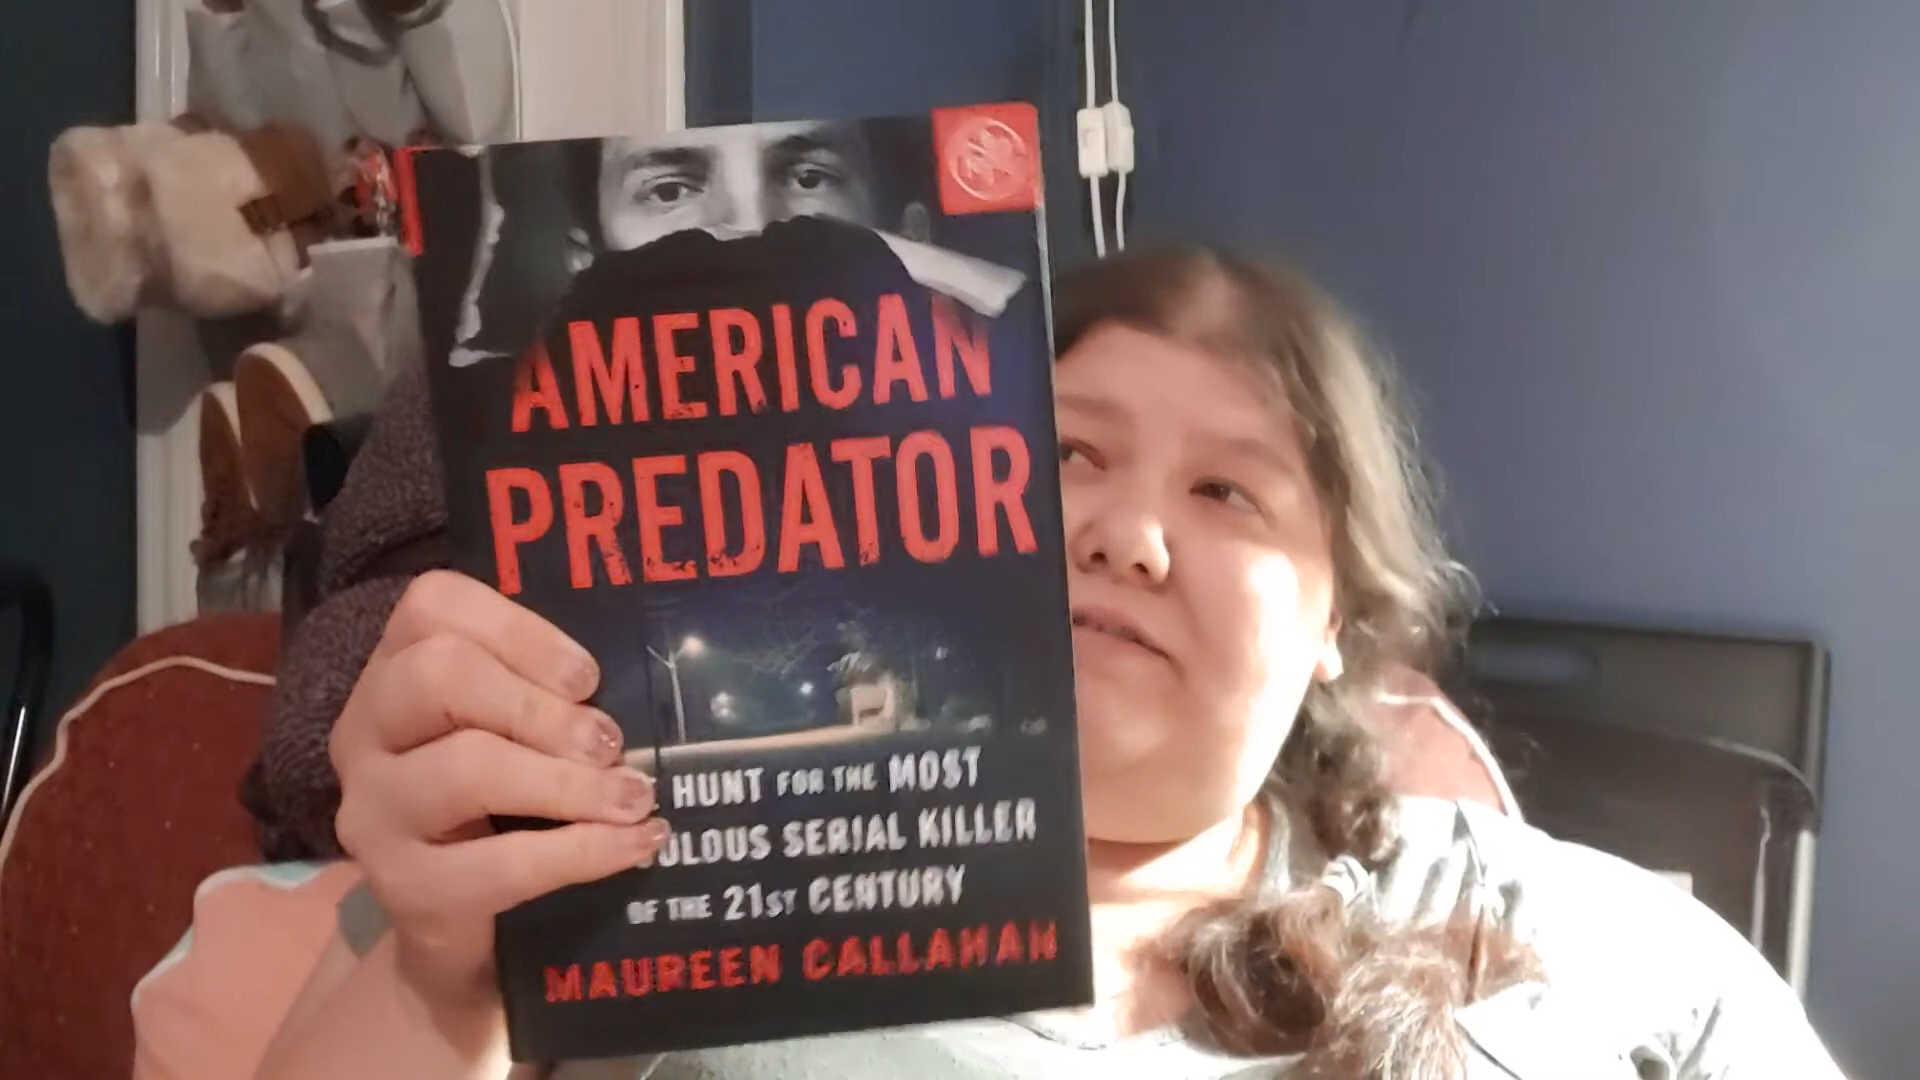 AMERICAN
PREDATOR
HUNT FOR THE MOST
SERIAL KILLER
OF THE 21ST CENTURY
MAUREEN CALLAHAN